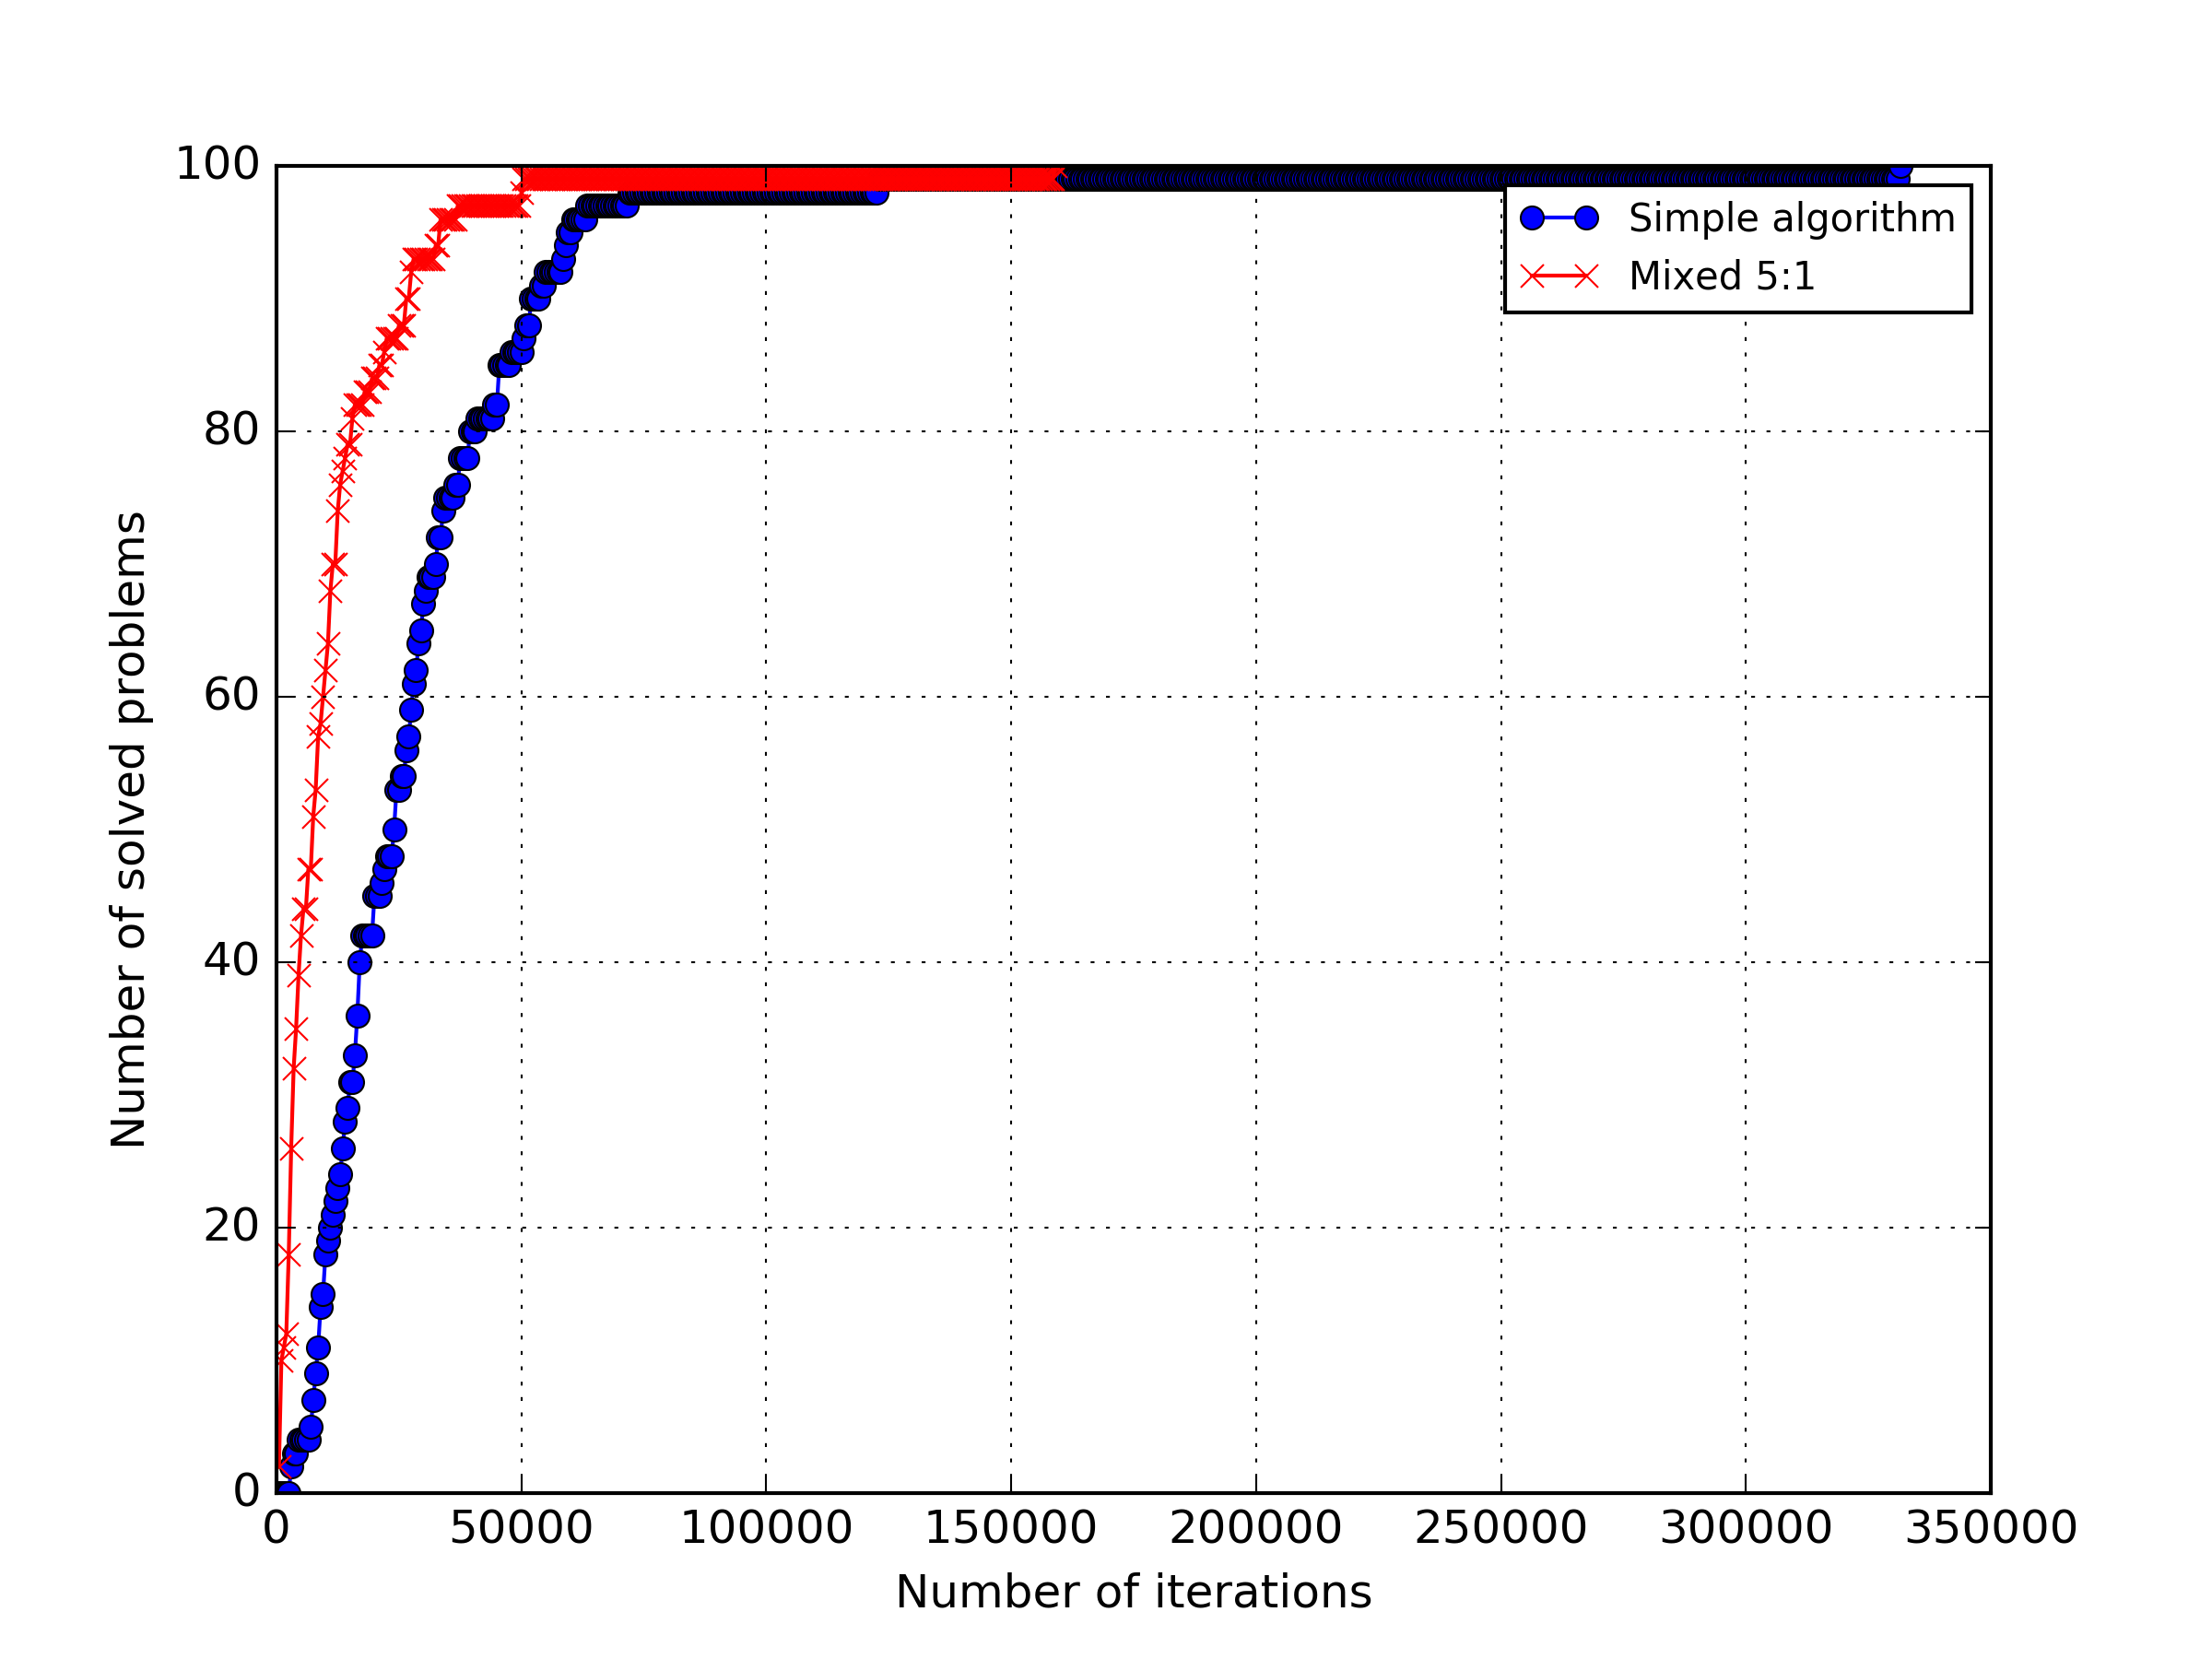 100
80
60
40
20
0
Number of solved problems
Simple algorithm
Mixed 5:1
0 50000 100000 150000 200000 250000 300000 350000
Number of iterations